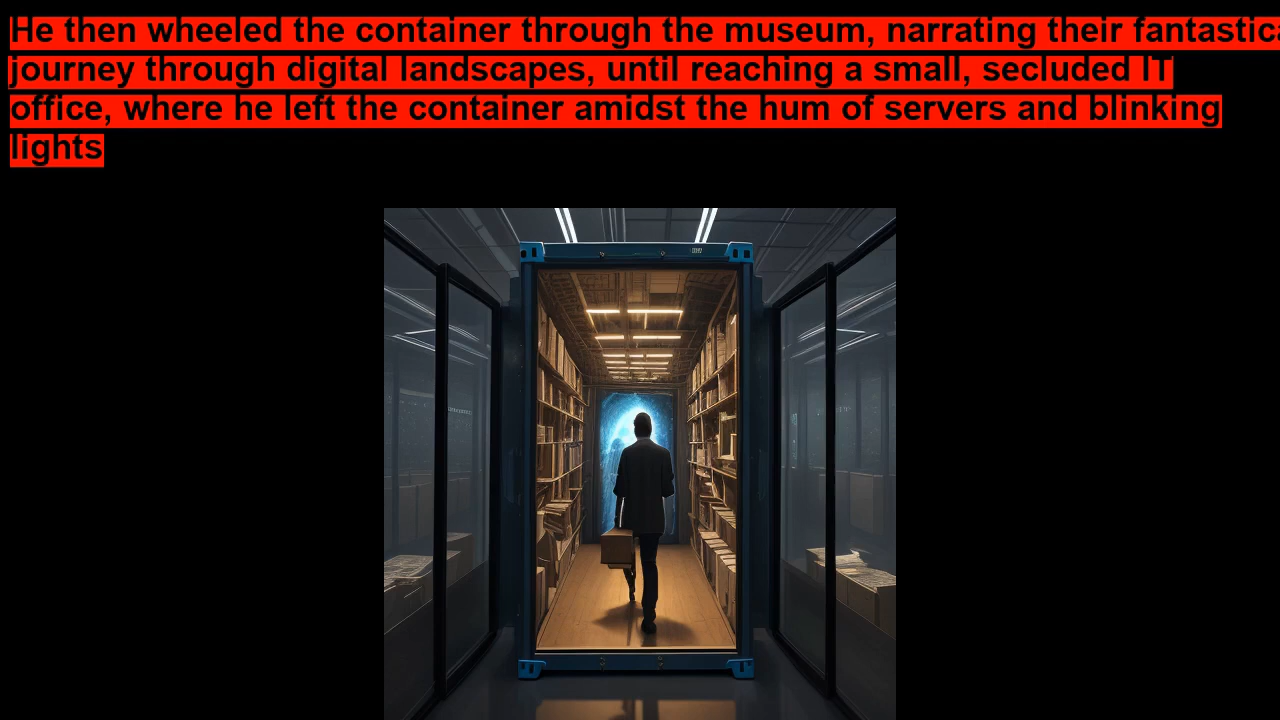 He then wheeled the container through the museum, narrating their fantastica
journey through digital landscapes, until reaching a small, secluded IT
office, where he left the container amidst the hum of servers and blinking
lights